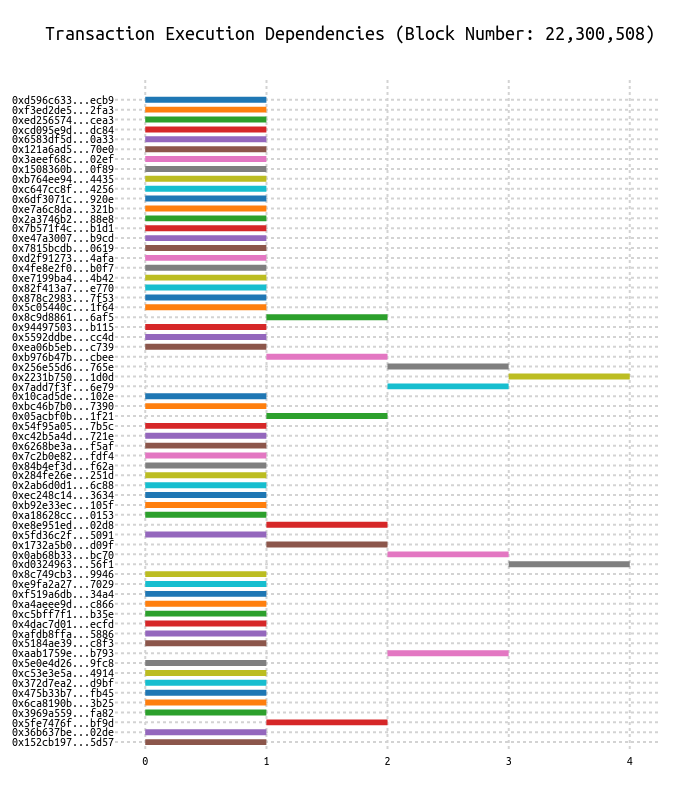 Transaction Execution Dependencies (Block Number: 22,300,508)
0xd596c633...ecb9
0xf3ed2de5...2fa3
0xed256574...cea3
0xcd095e9d...dc84
0x6583df5d...0a33
0x121a6ad5...70e0
0x3aeef68c...02ef
0x1508360b...0f89
0xb764ee94...4435
0xc647cc8f...4256
0x6df3071c...920e
0xe7a6c8da...321b
0x2a3746b2...88e8
0x7b571f4c...b1d1
0xe47a3007...b9cd
0x7815bcdb...0619
0xd2f91273...4afa
0x4fe8e2f0...b0f7
0xe7199ba4...4b42
0x82f413a7...e770
0x878c2983...7f53
0x5c05440c...1f64
0x8c9d8861...6af5
0x94497503...b115
0x5592ddbe...cc4d
0xea06b5eb...c739
0xb976b47b...cbee
0x256e55d6...765e
0x2231b750...1d0d
0x7add7f3f...6e79
0x10cad5de...102e
0xbc46b7b0...7390
0x05acbf0b...1f21
0x54f95a05...7b5c
0xc42b5a4d...721e
0x6268be3a...f5af
0x7c2b0e82...fdf4
0x84b4ef3d...f62a
0x284fe26e...251d
0x2ab6d0d1...6c88
0xec248c14...3634
0xb92e33ec...105f
0xa18628cc...0153
0xe8e951ed...02d8
0x5fd36c2f...5091
0x1732a5b0...d09f
0x0ab68b33...bc70
0xd0324963...56f1
0x8c749cb3...9946
0xe9fa2a27...7029
0xf519a6db...34a4
0xa4aeee9d...c866
0xc5bff7f1...b35e
0x4dac7d01...ecfd
0xafdb8ffa...5886
0x5184ae39...c8f3
0xaab1759e...b793
0x5e0e4d26...9fc8
0xc53e3e5a...4914
0x372d7ea2...d9bf
0x475b33b7...fb45
0x6ca8190b...3b25
0x3969a559...fa82
0x5fe7476f...bf9d
0x36b637be...02de
0x152cb197...5d57
0 1 2 3 4